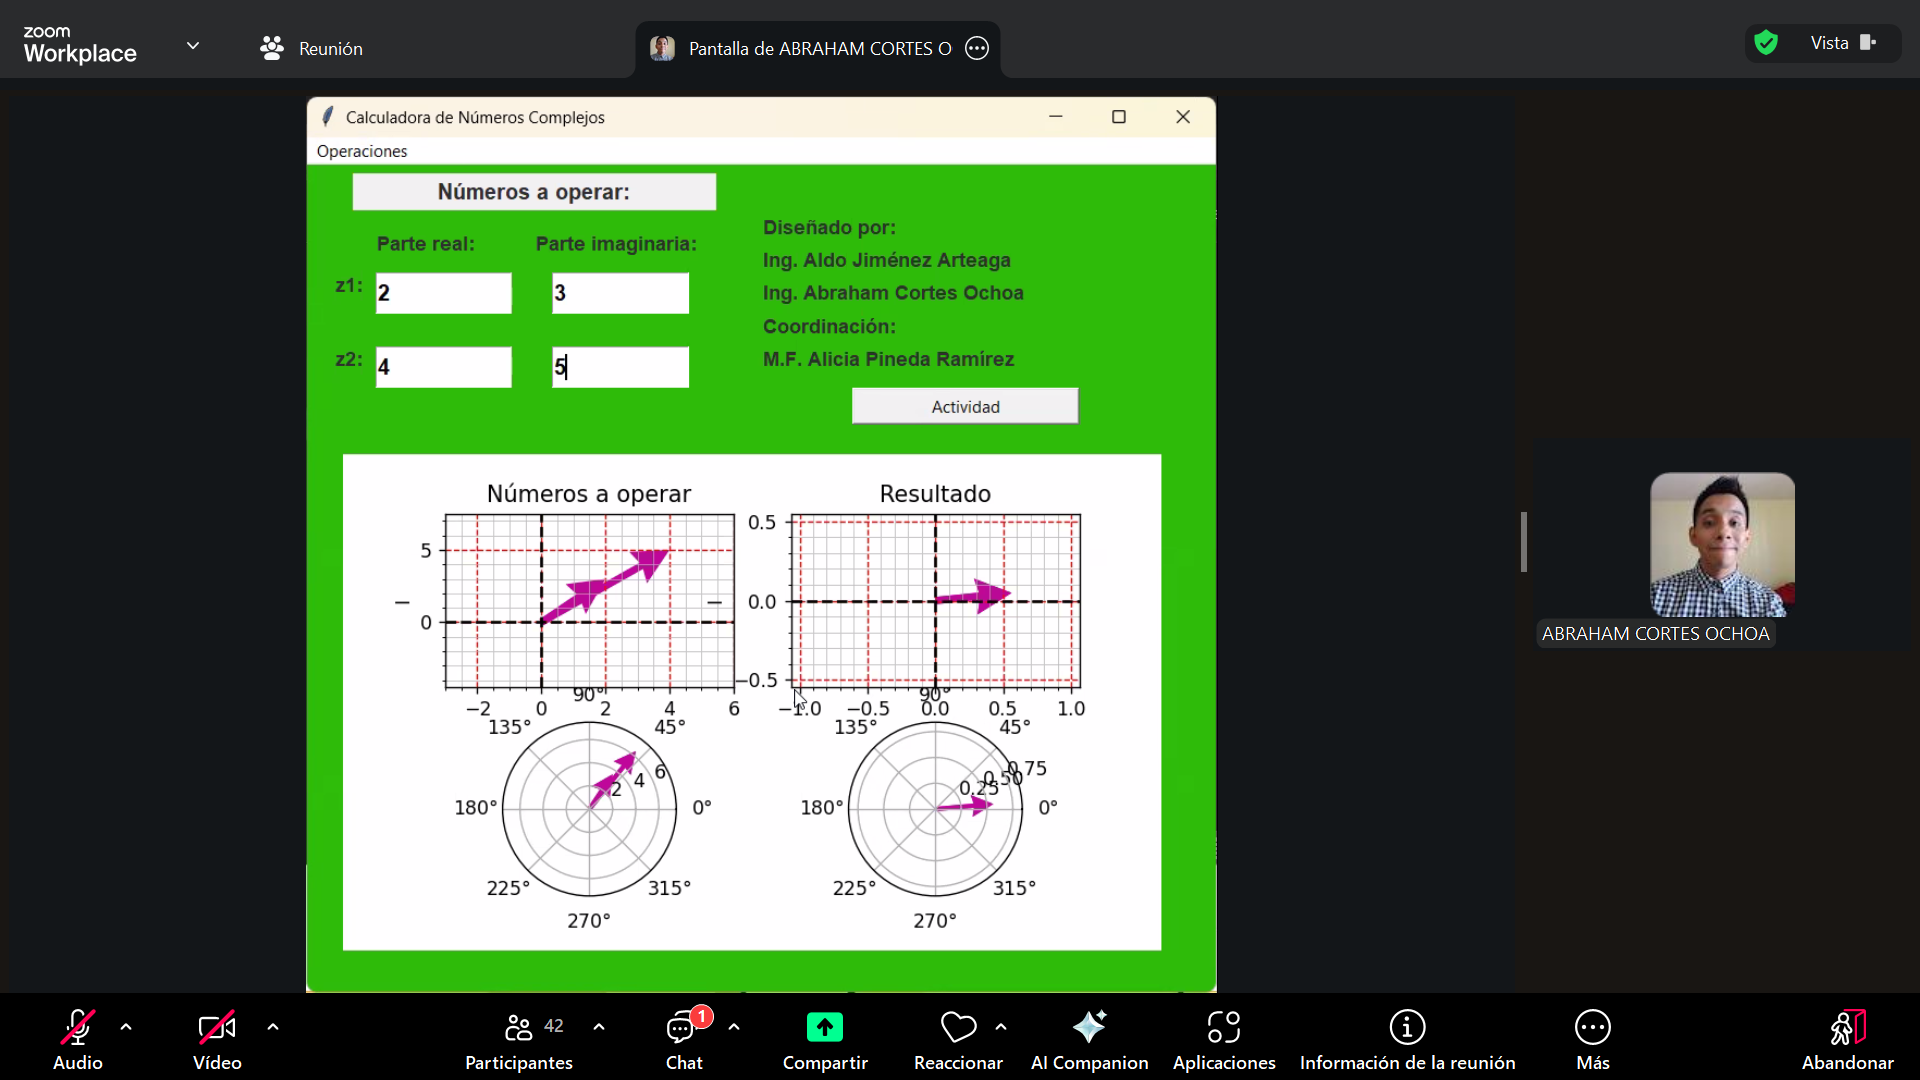 zoom
Workplace
Reunión
Pantalla de ABRAHAM CORTES O
Vista
Calculadora de Números Complejos
Operaciones
Números a operar:
Parte real:
Parte imaginaria:
z1:
2
3
z2:
4
5
Diseñado por:
Ing. Aldo Jiménez Arteaga
Ing. Abraham Cortes Ochoa
Coordinación:
M.F. Alicia Pineda Ramírez
Actividad
Números a operar
5
0
−2 0 2 4 6
Resultado
0.5
0.0
−0.5
−1.0 −0.5 0.0 0.5 1.0
90°
135° 45°
2 4 6
180° 0°
225° 315°
270°
90°
135° 45°
0.25 0.50 0.75
180° 0°
225° 315°
270°
ABRAHAM CORTES OCHOA
Audio
Vídeo
42
Participantes
1
Chat
Compartir
Reaccionar
AI Companion
Aplicaciones
Información de la reunión
Más
Abandonar